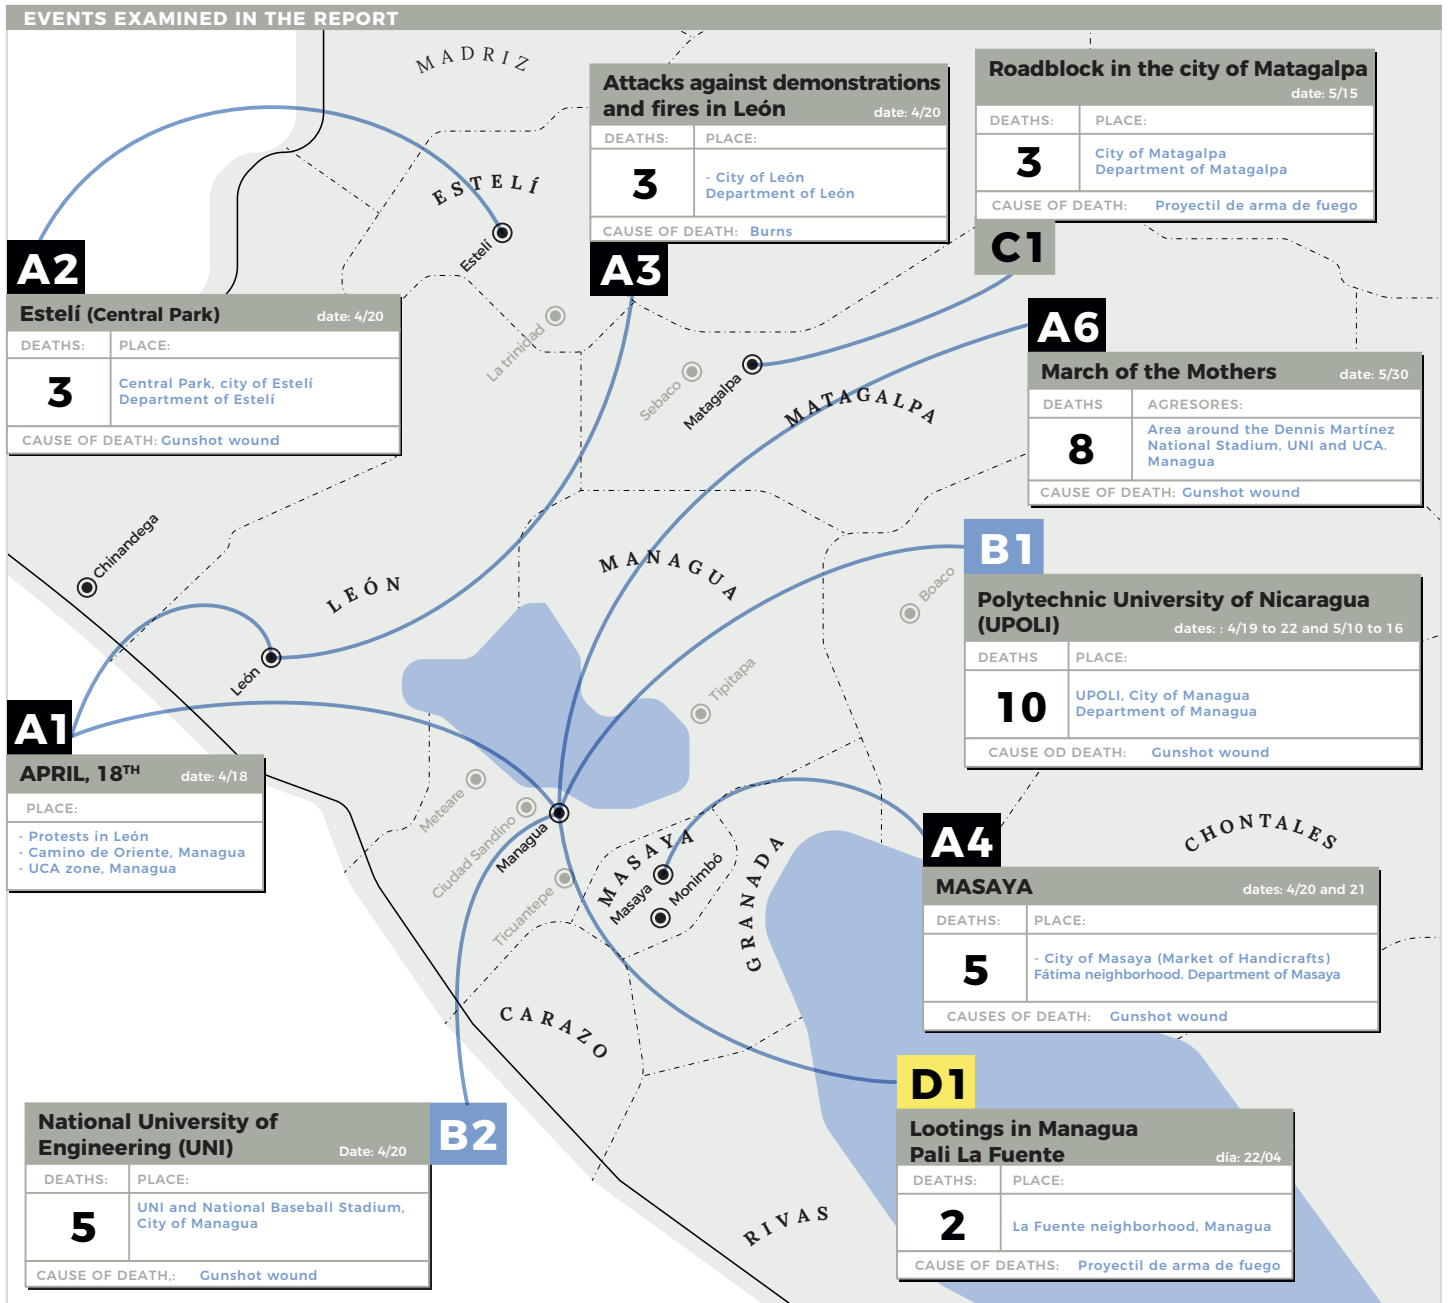 EVENTS EXAMINED IN THE REPORT
MADRIZ
Attacks against demonstrations
and fires in León
date: 4/20
DEATHS:
PLACE:
3
- City of León
Department of León
CAUSE OF DEATH: Burns
A3
Roadblock in the city of Matagalpa
date: 5/15
DEATHS:
PLACE:
3
City of Matagalpa
Department of Matagalpa
CAUSE OF DEATH: Proyectil de arma de fuego
C1
ESTELÍ
Estelí
A2
Estelí (Central Park)
date: 4/20
DEATHS:
PLACE:
3
Central Park, city of Estelí
Department of Estelí
CAUSE OF DEATH: Gunshot wound
La trinidad
Sebaco
Matagalpa
MATAGALPA
A6
March of the Mothers
date: 5/30
DEATHS
AGRESORES:
8
Area around the Dennis Martínez
National Stadium, UNI and UCA.
Managua
CAUSE OF DEATH: Gunshot wound
Chinandega
LEÓN
MANAGUA
Boaco
B1
Polytechnic University of Nicaragua
(UPOLI)
dates: : 4/19 to 22 and 5/10 to 16
DEATHS
PLACE:
10
UPOLI, City of Managua
Department of Managua
CAUSE OD DEATH: Gunshot wound
León
Tipitapa
A1
APRIL, 18TH
date: 4/18
PLACE:
- Protests in León
- Camino de Oriente, Managua
- UCA zone, Managua
Meteare
Ciudad Sandino
Managua
Ticuantepe
MASAYA
Masaya
Monimbó
GRANADA
CHONTALES
A4
MASAYA
dates: 4/20 and 21
DEATHS:
PLACE:
5
- City of Masaya (Market of Handicrafts)
Fátima neighborhood. Department of Masaya
CAUSES OF DEATH: Gunshot wound
CARAZO
D1
Lootings in Managua
Pali La Fuente
día: 22/04
DEATHS:
PLACE:
2
La Fuente neighborhood, Managua
CAUSE OF DEATHS: Proyectil de arma de fuego
B2
National University of
Engineering (UNI)
Date: 4/20
DEATHS:
PLACE:
5
UNI and National Baseball Stadium,
City of Managua
CAUSE OF DEATH,: Gunshot wound
RIVAS